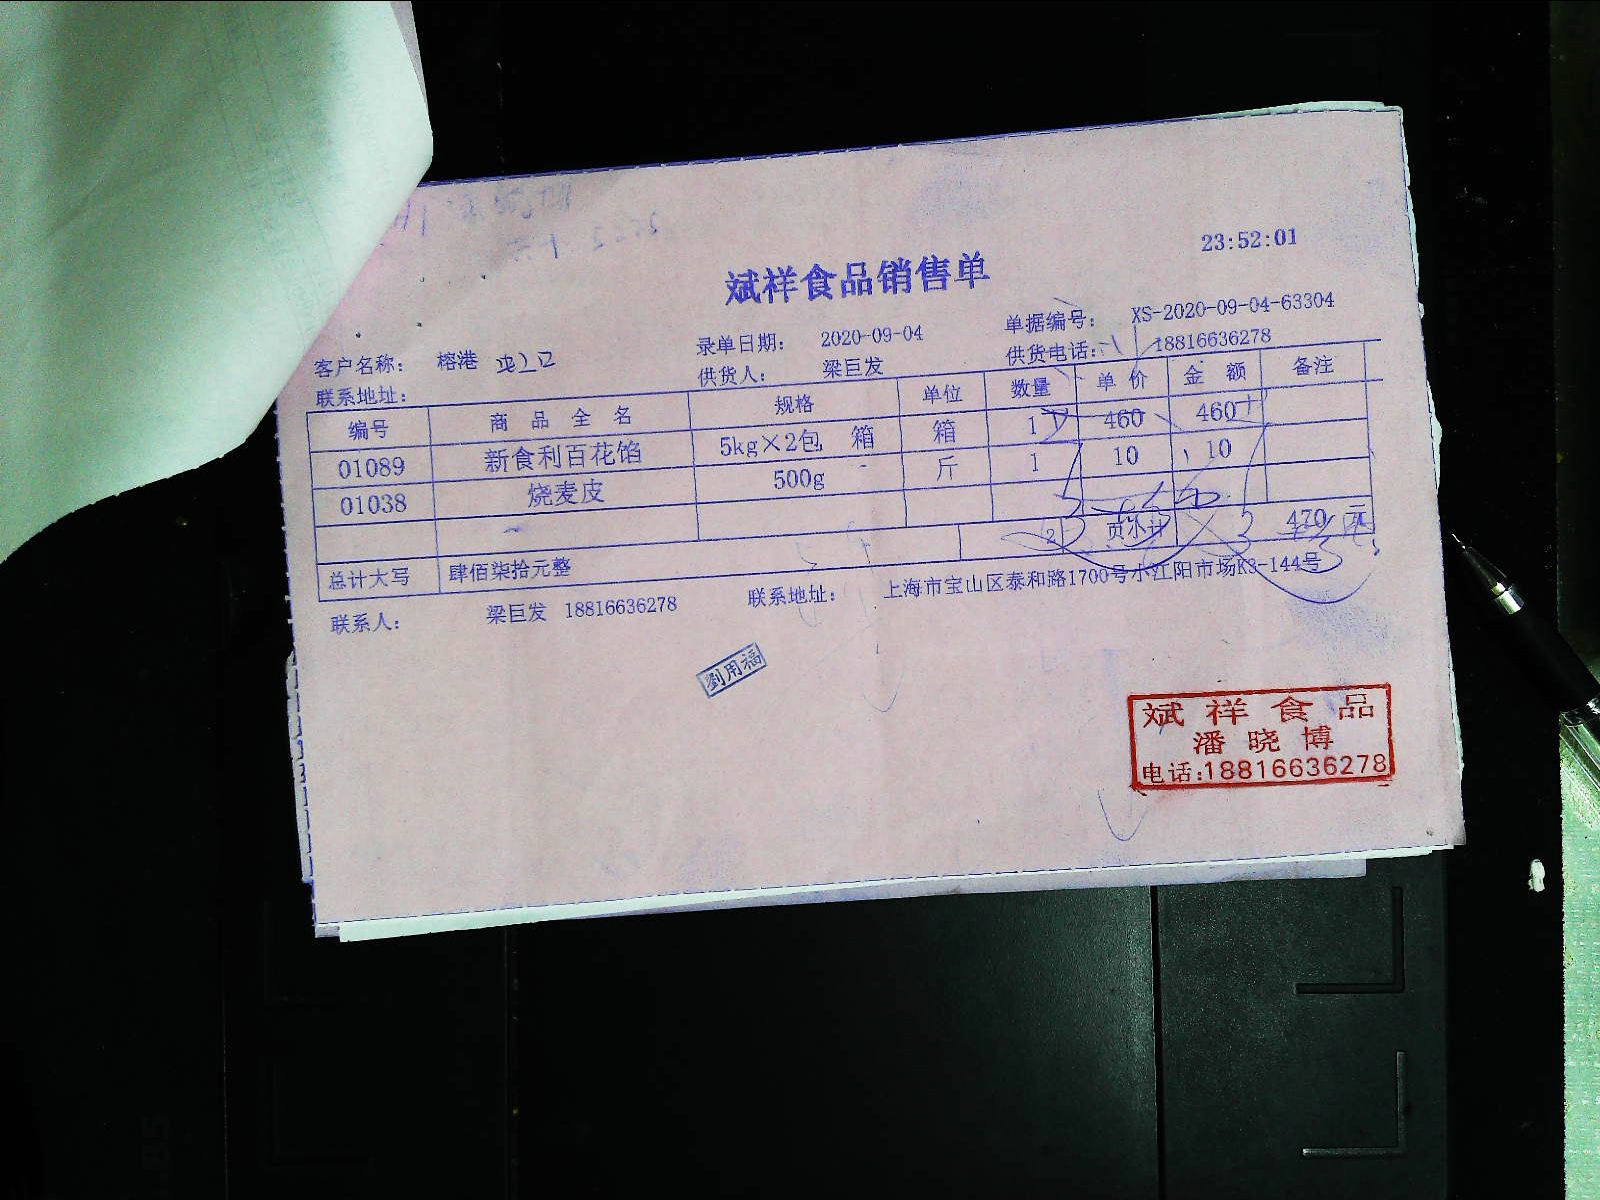 23:52:01
斌祥食品销售单
客户名称: 榕港 录单日期: 2020-09-04 单据编号: XS-2020-09-04-63304
联系地址: 供货人: 梁巨发 供货电话: 18816636278
编号 商品全名 规格 单位 数量 单价 金额 备注
01089 新食利百花馅 5kg×2包 箱 箱 1 460 460
01038 烧麦皮 500g 斤 1 10 10
2 页小计 470 元
总计大写 肆佰柒拾元整
联系人: 梁巨发 18816636278 联系地址: 上海市宝山区泰和路1700号小江阳市场K3-144号
劉用福
斌祥食品
潘晓博
电话:18816636278